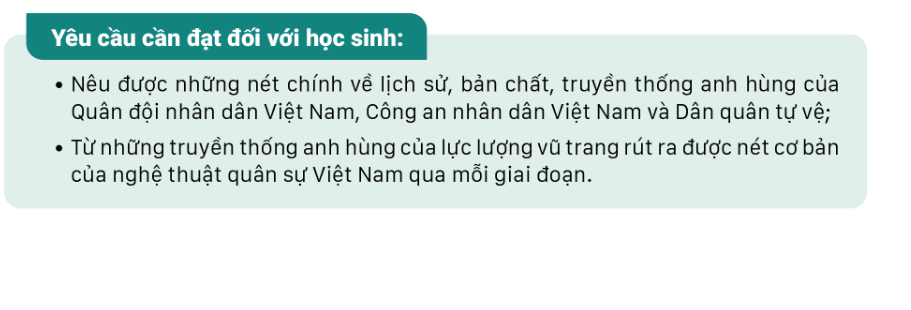 Yêu cầu cần đạt đối với học sinh:
• Nêu được những nét chính về lịch sử, bản chất, truyền thống anh hùng của
Quân đội nhân dân Việt Nam, Công an nhân dân Việt Nam và Dân quân tự vệ;
• Từ những truyền thống anh hùng của lực lượng vũ trang rút ra được nét cơ bản
của nghệ thuật quân sự Việt Nam qua mỗi giai đoạn.